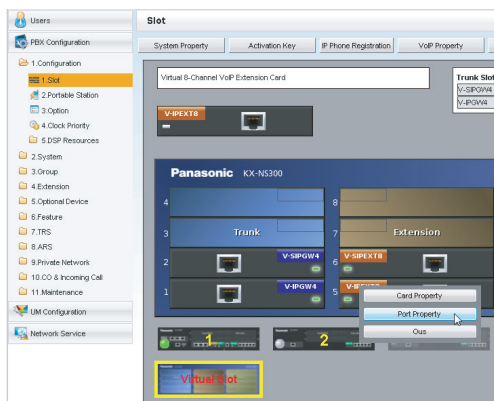 Users
Slot
PBX Configuration
System Property
Activation Key
IP Phone Registration
VoIP Property
1.Configuration
1.Slot
2.Portable Station
3.Option
4.Clock Priority
5.DSP Resources
2.System
3.Group
4.Extension
5.Optional Device
6.Feature
7.TRS
8.ARS
9.Private Network
10.CO & Incoming Call
11.Maintenance
UM Configuration
Network Service
Virtual 8-Channel VoIP Extension Card
Trunk Slot
V-SIPGW4
V-IPGW4
V-IPEXT8
Panasonic KX-NS300
4
8
3
Trunk
7
Extension
2
V-SIPGW4
6
V-SIPEXT8
1
V-IPGW4
5
Card Property
Port Property
Ous
1
2
Virtual Slot